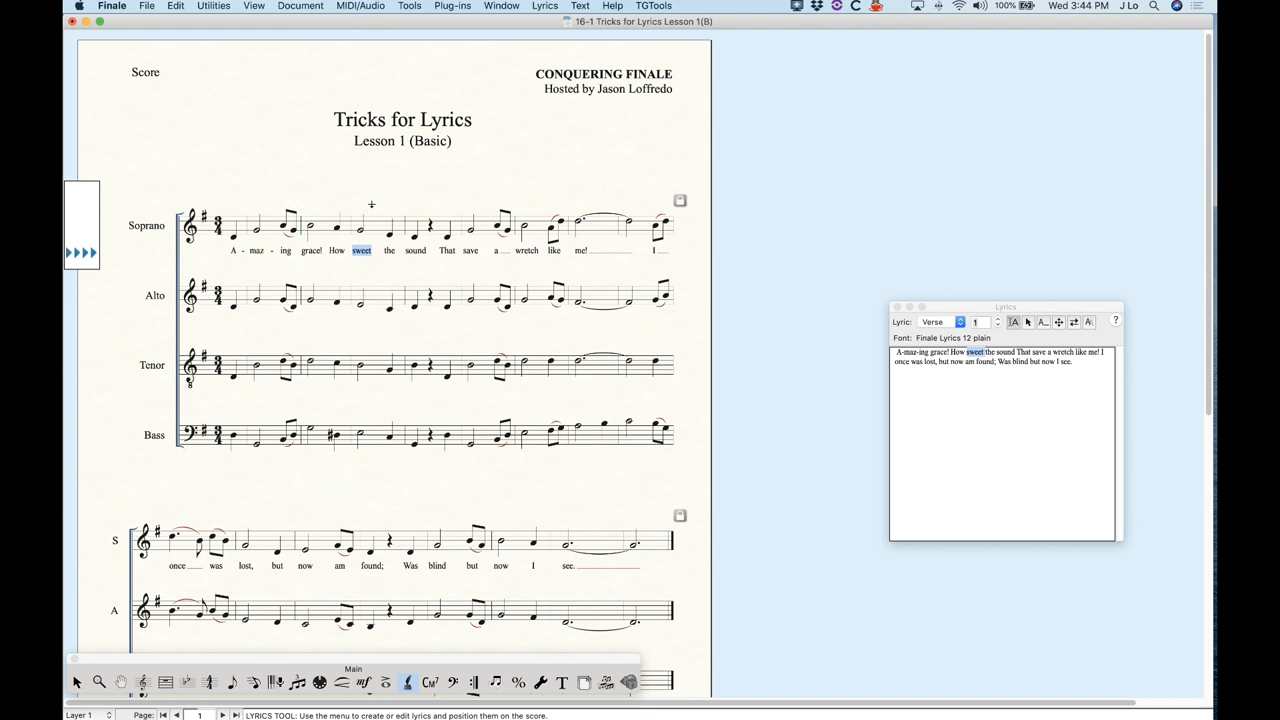 Finale File Edit Utilities View Document MIDI/Audio Tools Plug-ins Window Lyrics Text Help TGTools 100% Wed 3:44 PM J Lo
16-1 Tricks for Lyrics Lesson 1(B)
Score
CONQUERING FINALE
Hosted by Jason Loffredo
Tricks for Lyrics
Lesson 1 (Basic)
Soprano
A - maz - ing grace! How sweet the sound That save a wretch like me! I
Alto
Tenor
Bass
S
once was lost, but now am found; Was blind but now I see.
A
Lyrics
Lyric: Verse 1
Font: Finale Lyrics 12 plain
A-maz-ing grace! How sweet the sound That save a wretch like me! I
once was lost, but now am found; Was blind but now I see.
Main
Layer 1 Page: 1 LYRICS TOOL: Use the menu to create or edit lyrics and position them on the score.